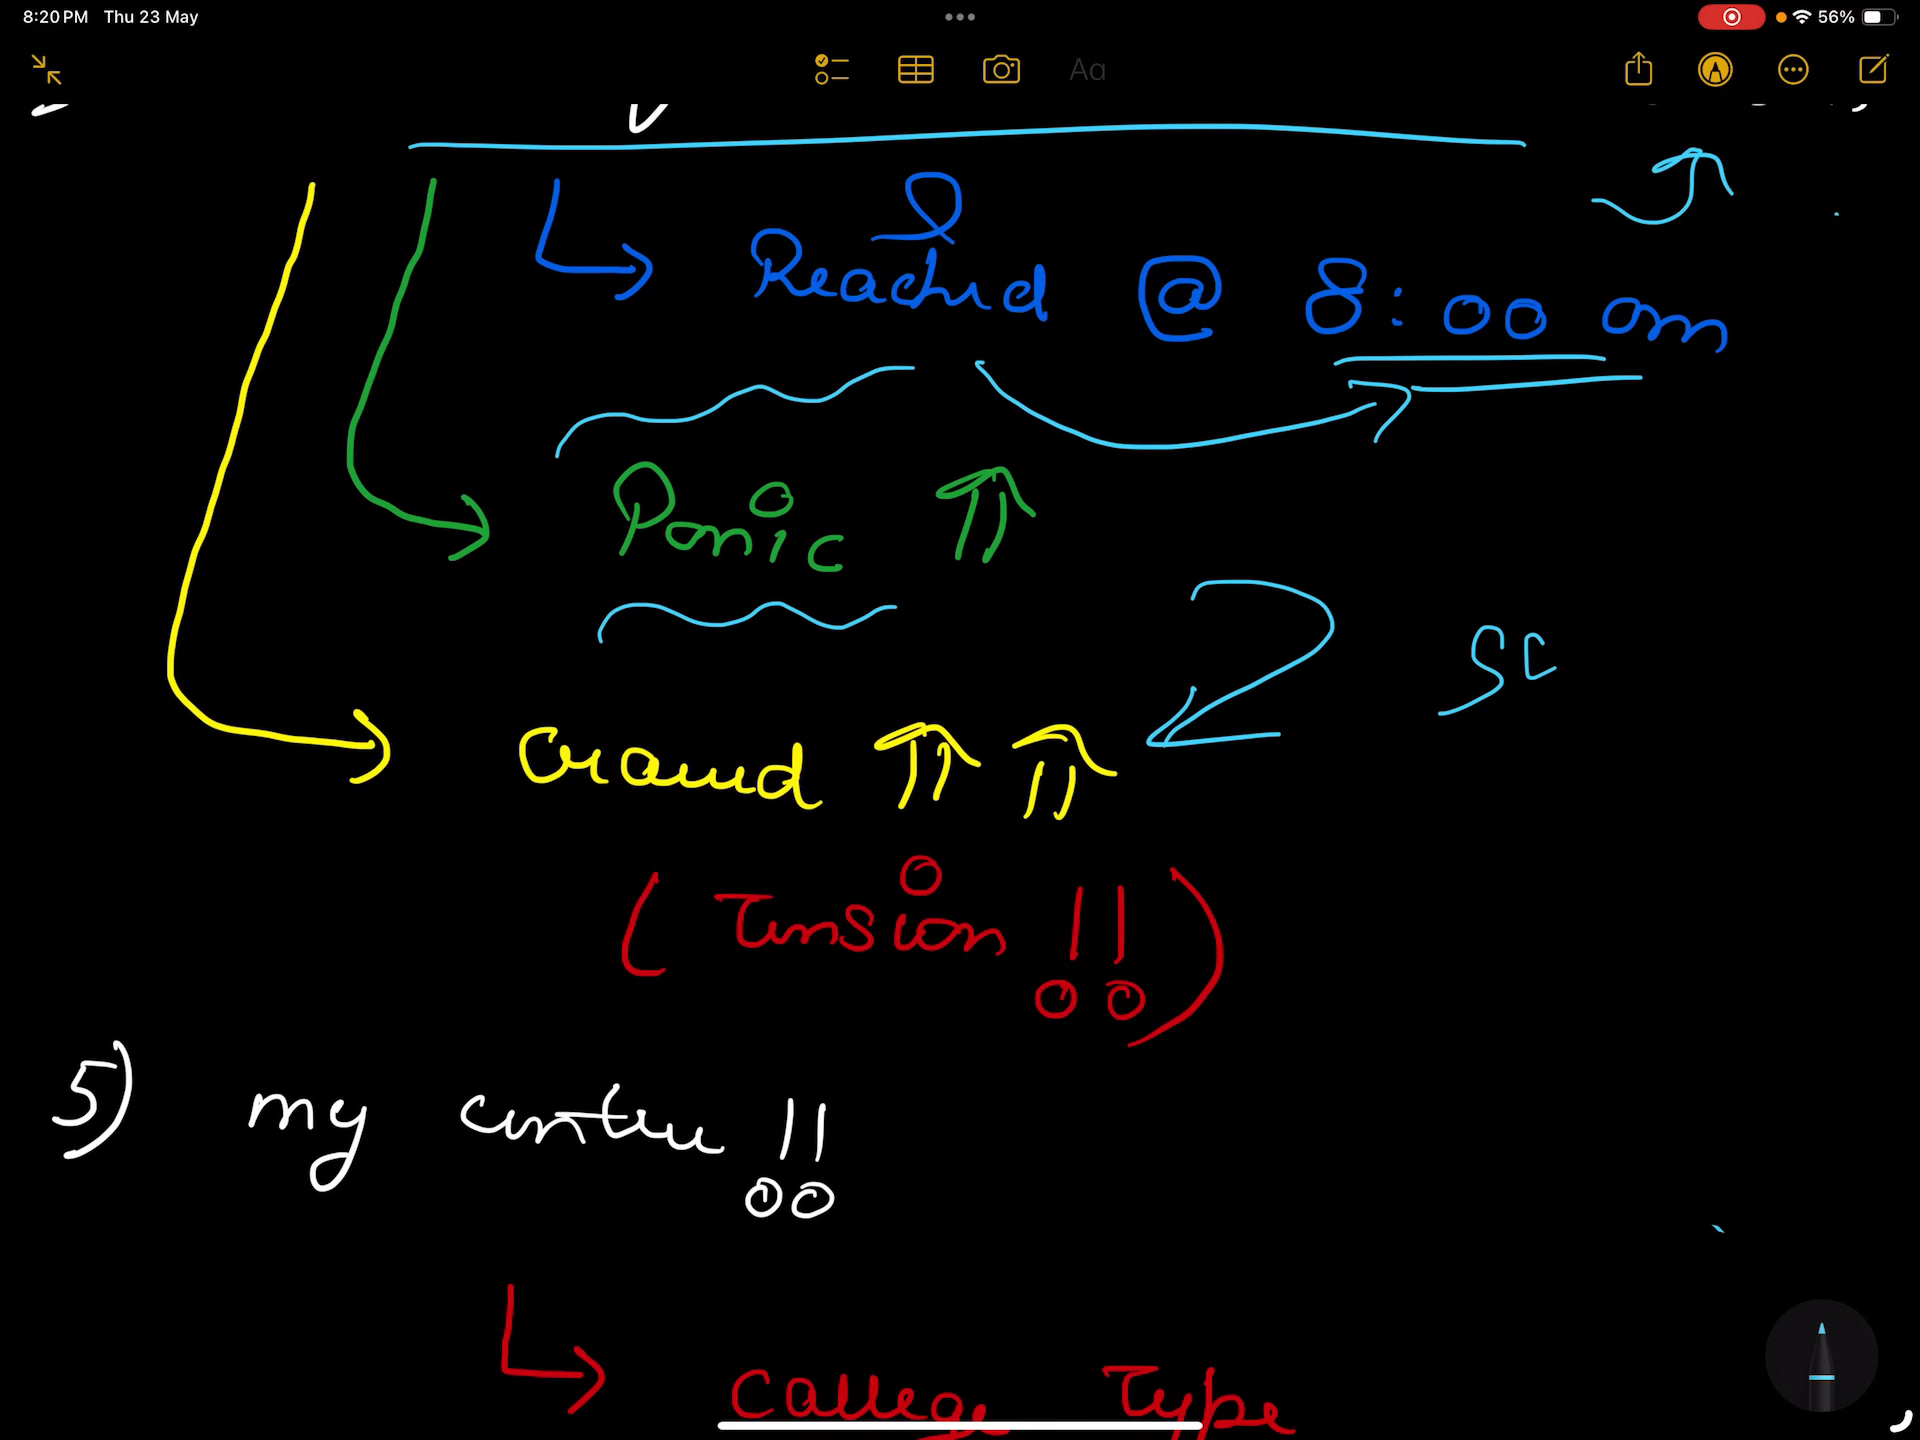 8:20 PM Thu 23 May
56%
Aa
Reached @ 8:00 am
Panic ⇑
SC
Crowd ⇑ ⇑
( Tension !! )
5) my centre !!
College Type